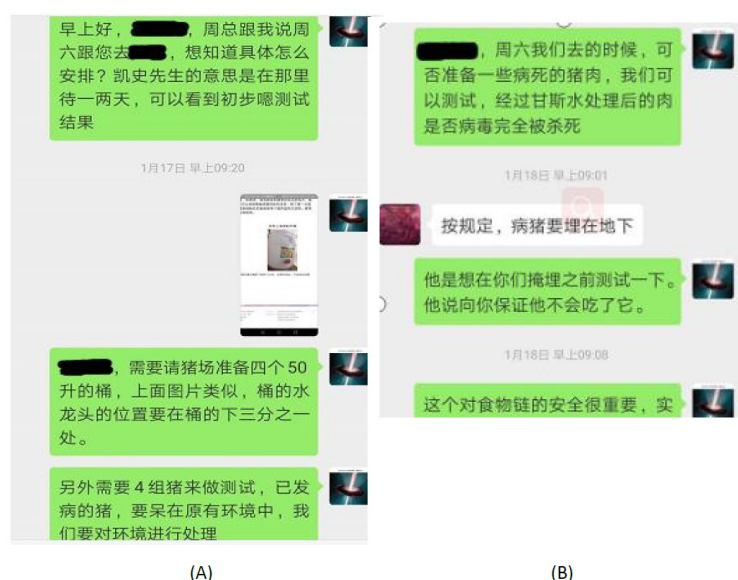 早上好，
，周总跟我说周
六跟您去
，想知道具体怎么
安排？凯史先生的意思是在那里
待一两天，可以看到初步嗯测试
结果
1月17日 早上09:20
，需要请猪场准备四个50
升的桶，上面图片类似，桶的水
龙头的位置要在桶的下三分之一
处。
另外需要4组猪来做测试，已发
病的猪，要呆在原有环境中，我
们要对环境进行处理
(A)
，周六我们去的时候，可
否准备一些病死的猪肉，我们可
以测试，经过甘斯水处理后的肉
是否病毒完全被杀死
1月18日 早上09:01
按规定，病猪要埋在地下
他是想在你们掩埋之前测试一下。
他说向你保证他不会吃了它。
1月18日 早上09:08
这个对食物链的安全很重要，实
(B)